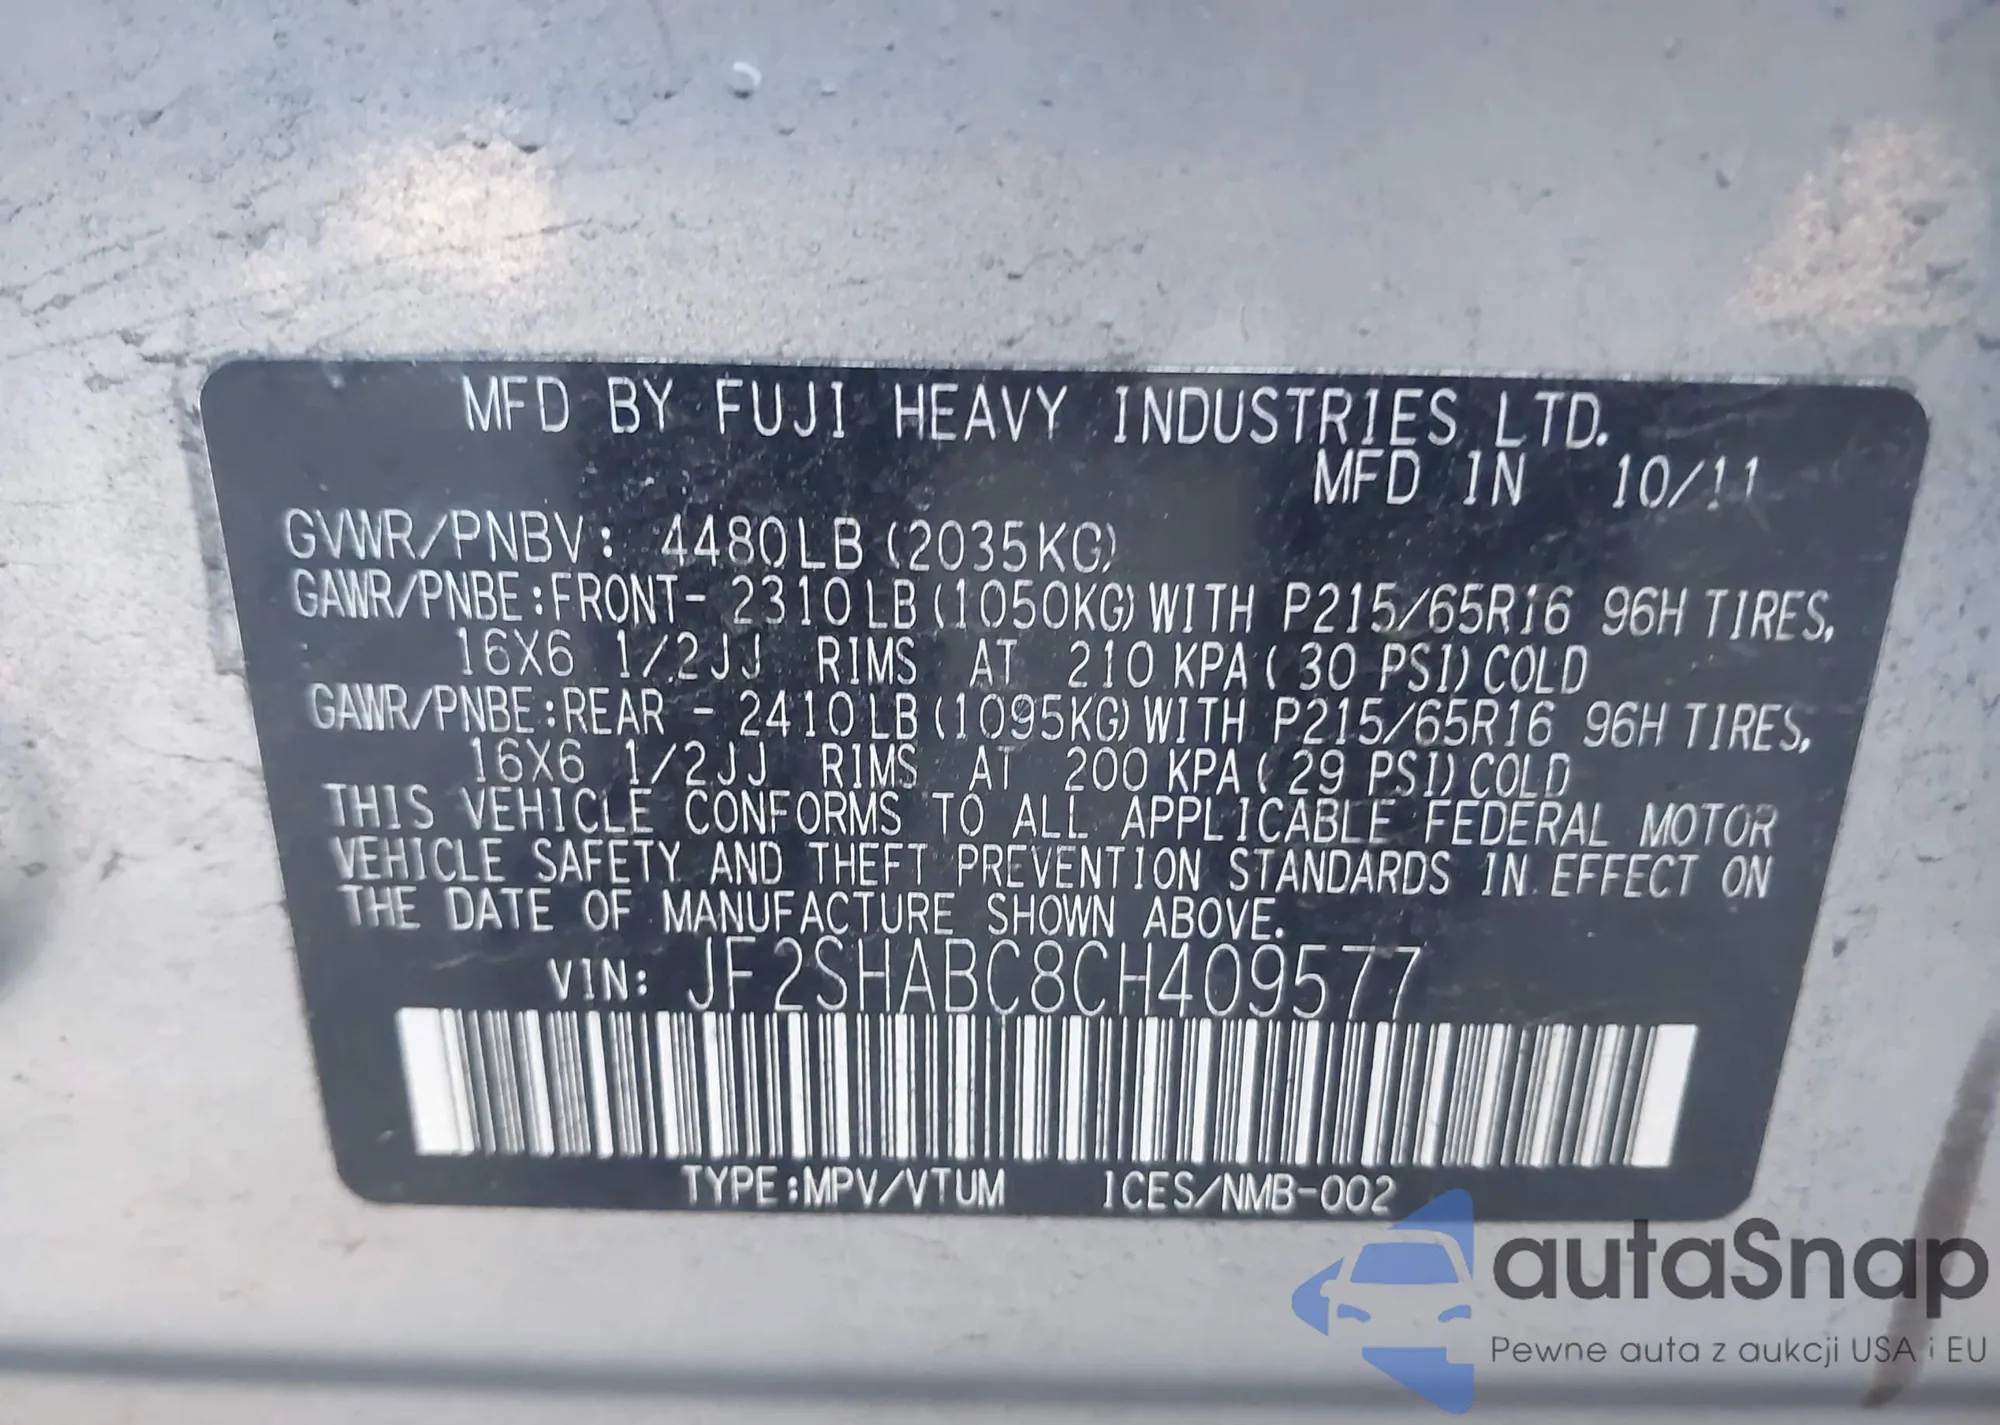 MFD BY FUJI HEAVY INDUSTRIES LTD.
MFD IN 10/11
GVWR/PNBV: 4480LB (2035KG)
GAWR/PNBE:FRONT- 2310LB (1050KG) WITH P215/65R16 96H TIRES,
16X6 1/2JJ RIMS AT 210 KPA ( 30 PSI) COLD
GAWR/PNBE:REAR - 2410LB (1095KG) WITH P215/65R16 96H TIRES,
16X6 1/2JJ RIMS AT 200 KPA ( 29 PSI) COLD
THIS VEHICLE CONFORMS TO ALL APPLICABLE FEDERAL MOTOR
VEHICLE SAFETY AND THEFT PREVENTION STANDARDS IN EFFECT ON
THE DATE OF MANUFACTURE SHOWN ABOVE.
VIN: JF2SHABC8CH409577
TYPE:MPV/VTUM ICES/NMB-002
autaSnap
Pewne auta z aukcji USA i EU